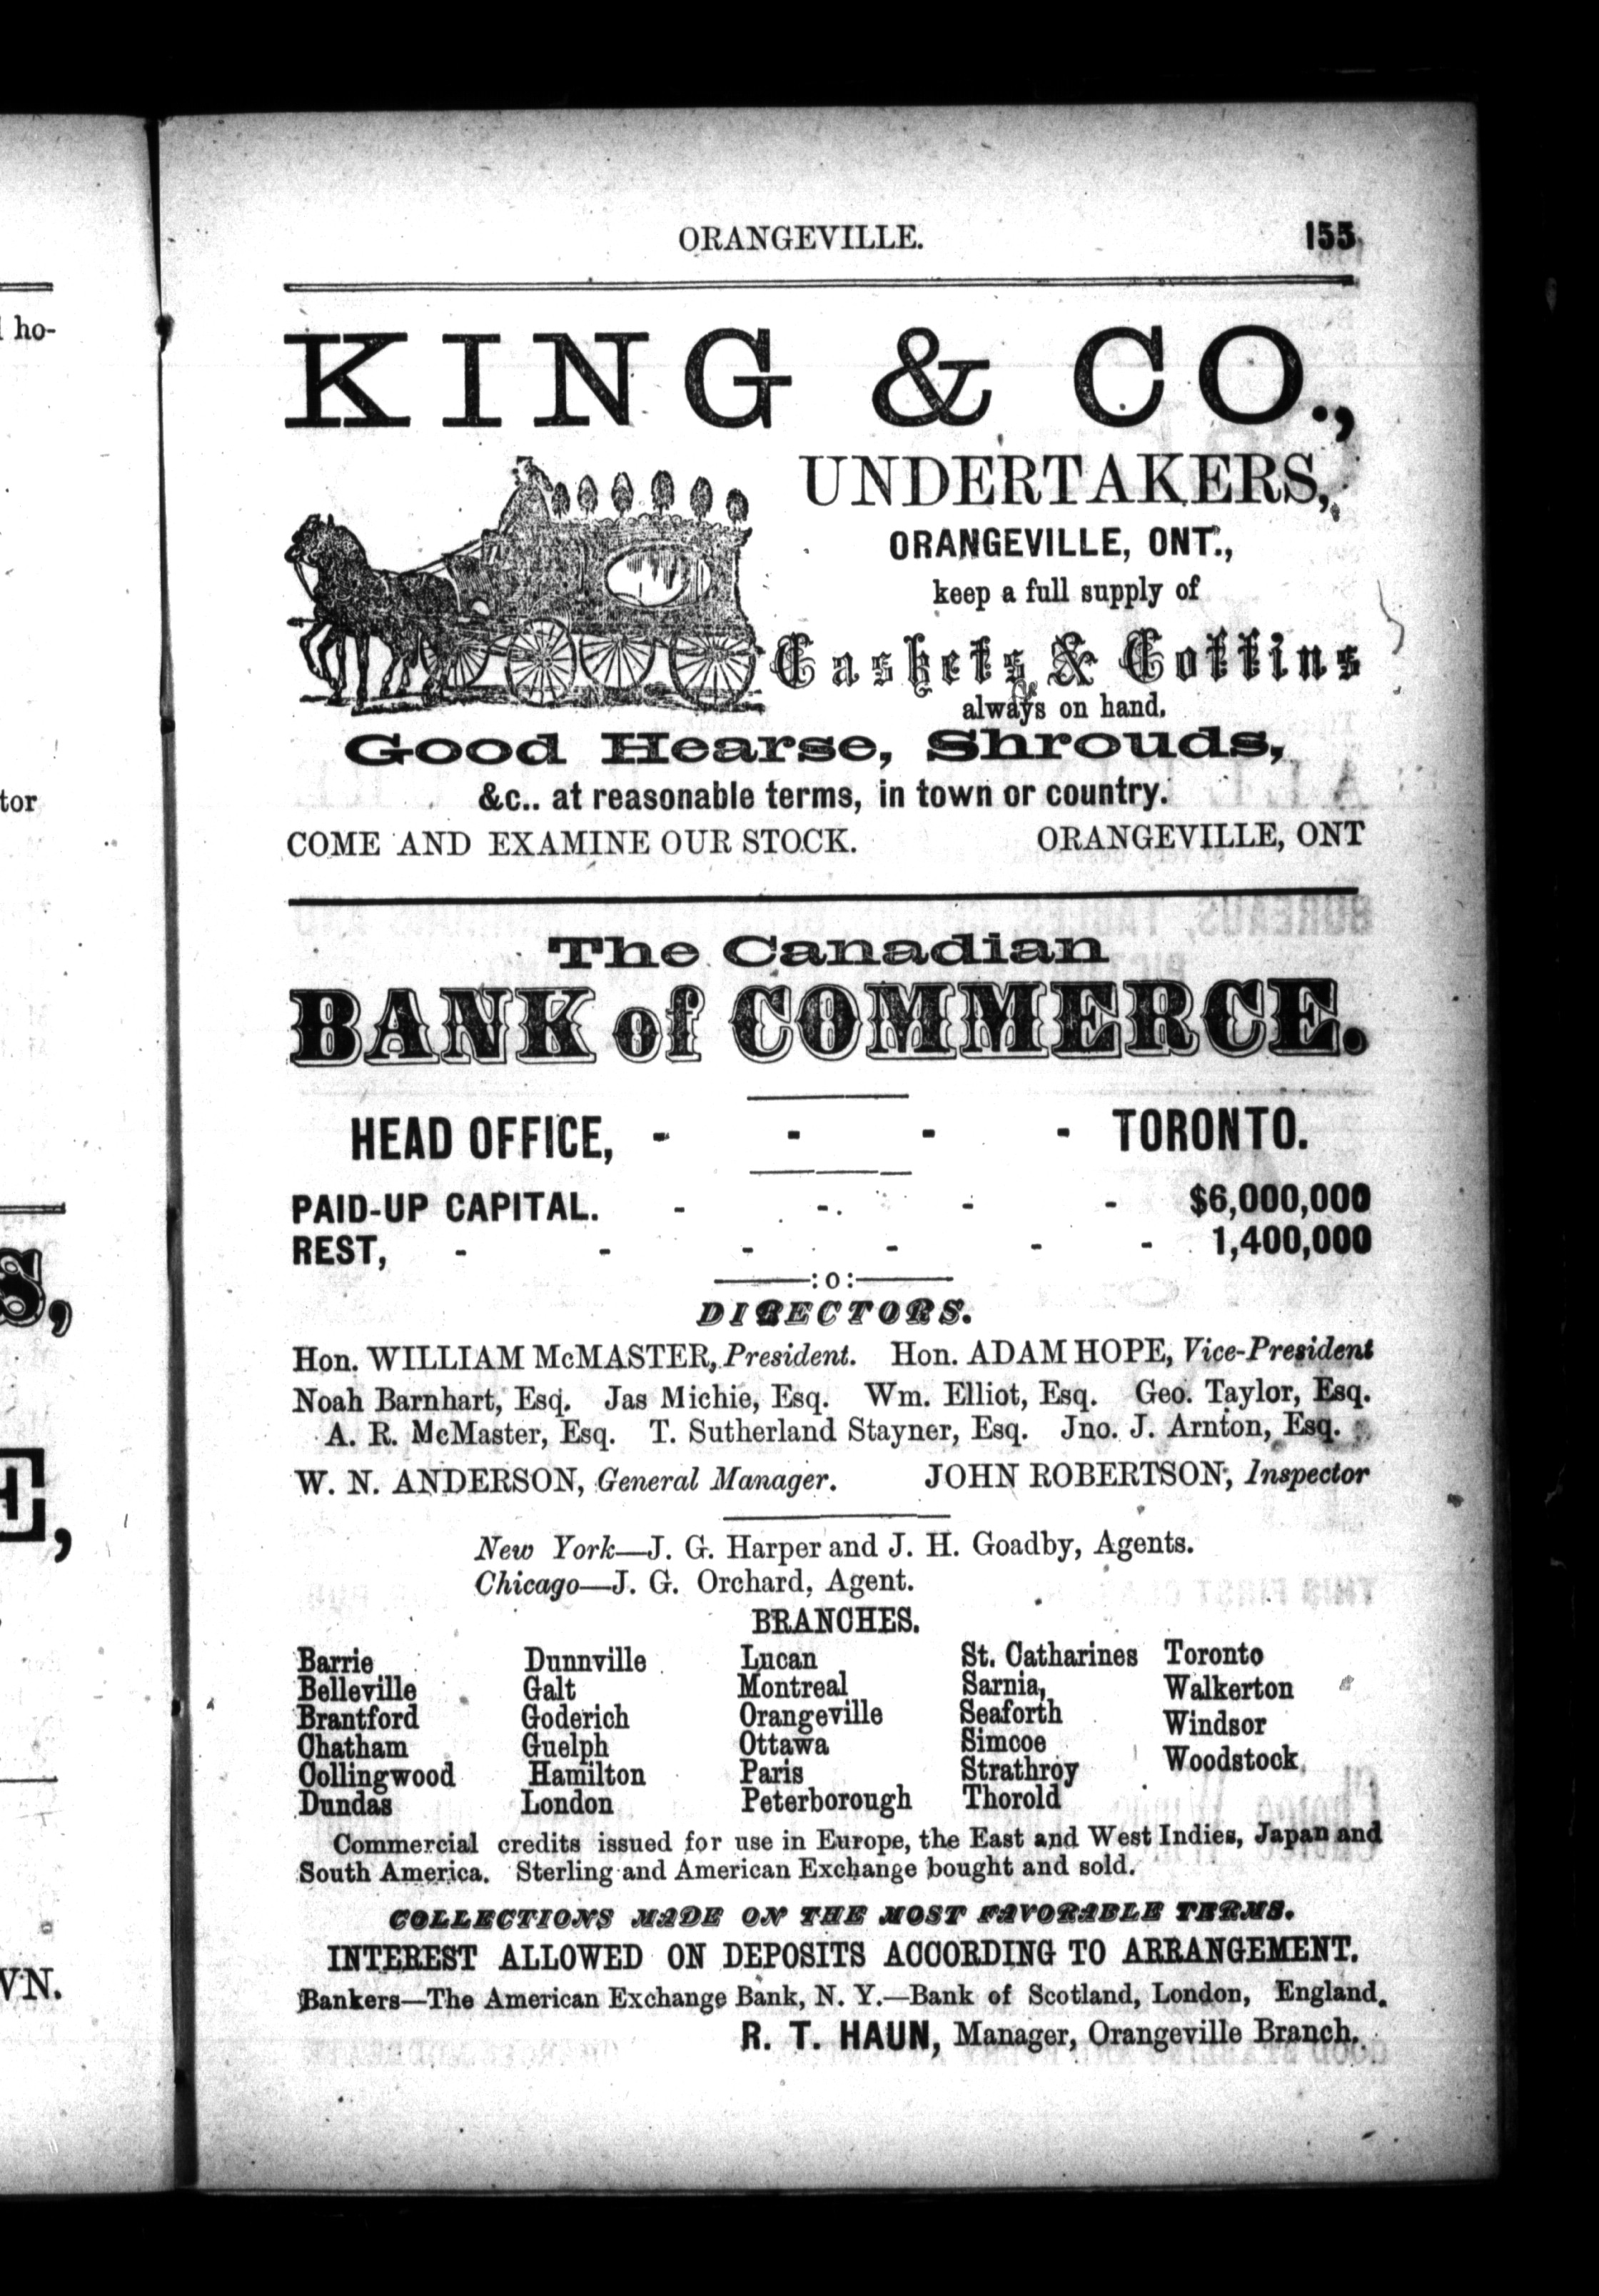 ho-
tor
S,
H,
WN.
ORANGEVILLE. 155
KING & CO.,
UNDERTAKERS,
ORANGEVILLE, ONT.,
keep a full supply of
Caskets & Coffins
always on hand.
Good Hearse, Shrouds,
&c.. at reasonable terms, in town or country.
COME AND EXAMINE OUR STOCK. ORANGEVILLE, ONT
The Canadian
BANK of COMMERCE.
HEAD OFFICE, - - - - TORONTO.
PAID-UP CAPITAL. - - - - $6,000,000
REST, - - - - - - 1,400,000
:o:
DIRECTORS.
Hon. WILLIAM McMASTER, President. Hon. ADAM HOPE, Vice-President
Noah Barnhart, Esq. Jas Michie, Esq. Wm. Elliot, Esq. Geo. Taylor, Esq.
A. R. McMaster, Esq. T. Sutherland Stayner, Esq. Jno. J. Arnton, Esq.
W. N. ANDERSON, General Manager. JOHN ROBERTSON, Inspector
New York—J. G. Harper and J. H. Goadby, Agents.
Chicago—J. G. Orchard, Agent.
BRANCHES.
Barrie Dunnville Lucan St. Catharines Toronto
Belleville Galt Montreal Sarnia, Walkerton
Brantford Goderich Orangeville Seaforth Windsor
Chatham Guelph Ottawa Simcoe Woodstock
Collingwood Hamilton Paris Strathroy
Dundas London Peterborough Thorold
Commercial credits issued for use in Europe, the East and West Indies, Japan and
South America. Sterling and American Exchange bought and sold.
COLLECTIONS MADE ON THE MOST FAVORABLE TERMS.
INTEREST ALLOWED ON DEPOSITS ACCORDING TO ARRANGEMENT.
Bankers—The American Exchange Bank, N. Y.—Bank of Scotland, London, England.
R. T. HAUN, Manager, Orangeville Branch.